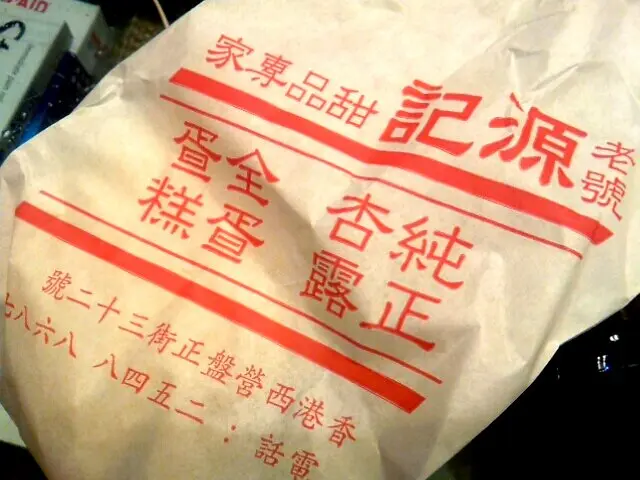 老號 源記 甜品專家
純正杏露
全蛋蛋糕
香港西營盤正街三十二號
電話：二五四八 八六八七